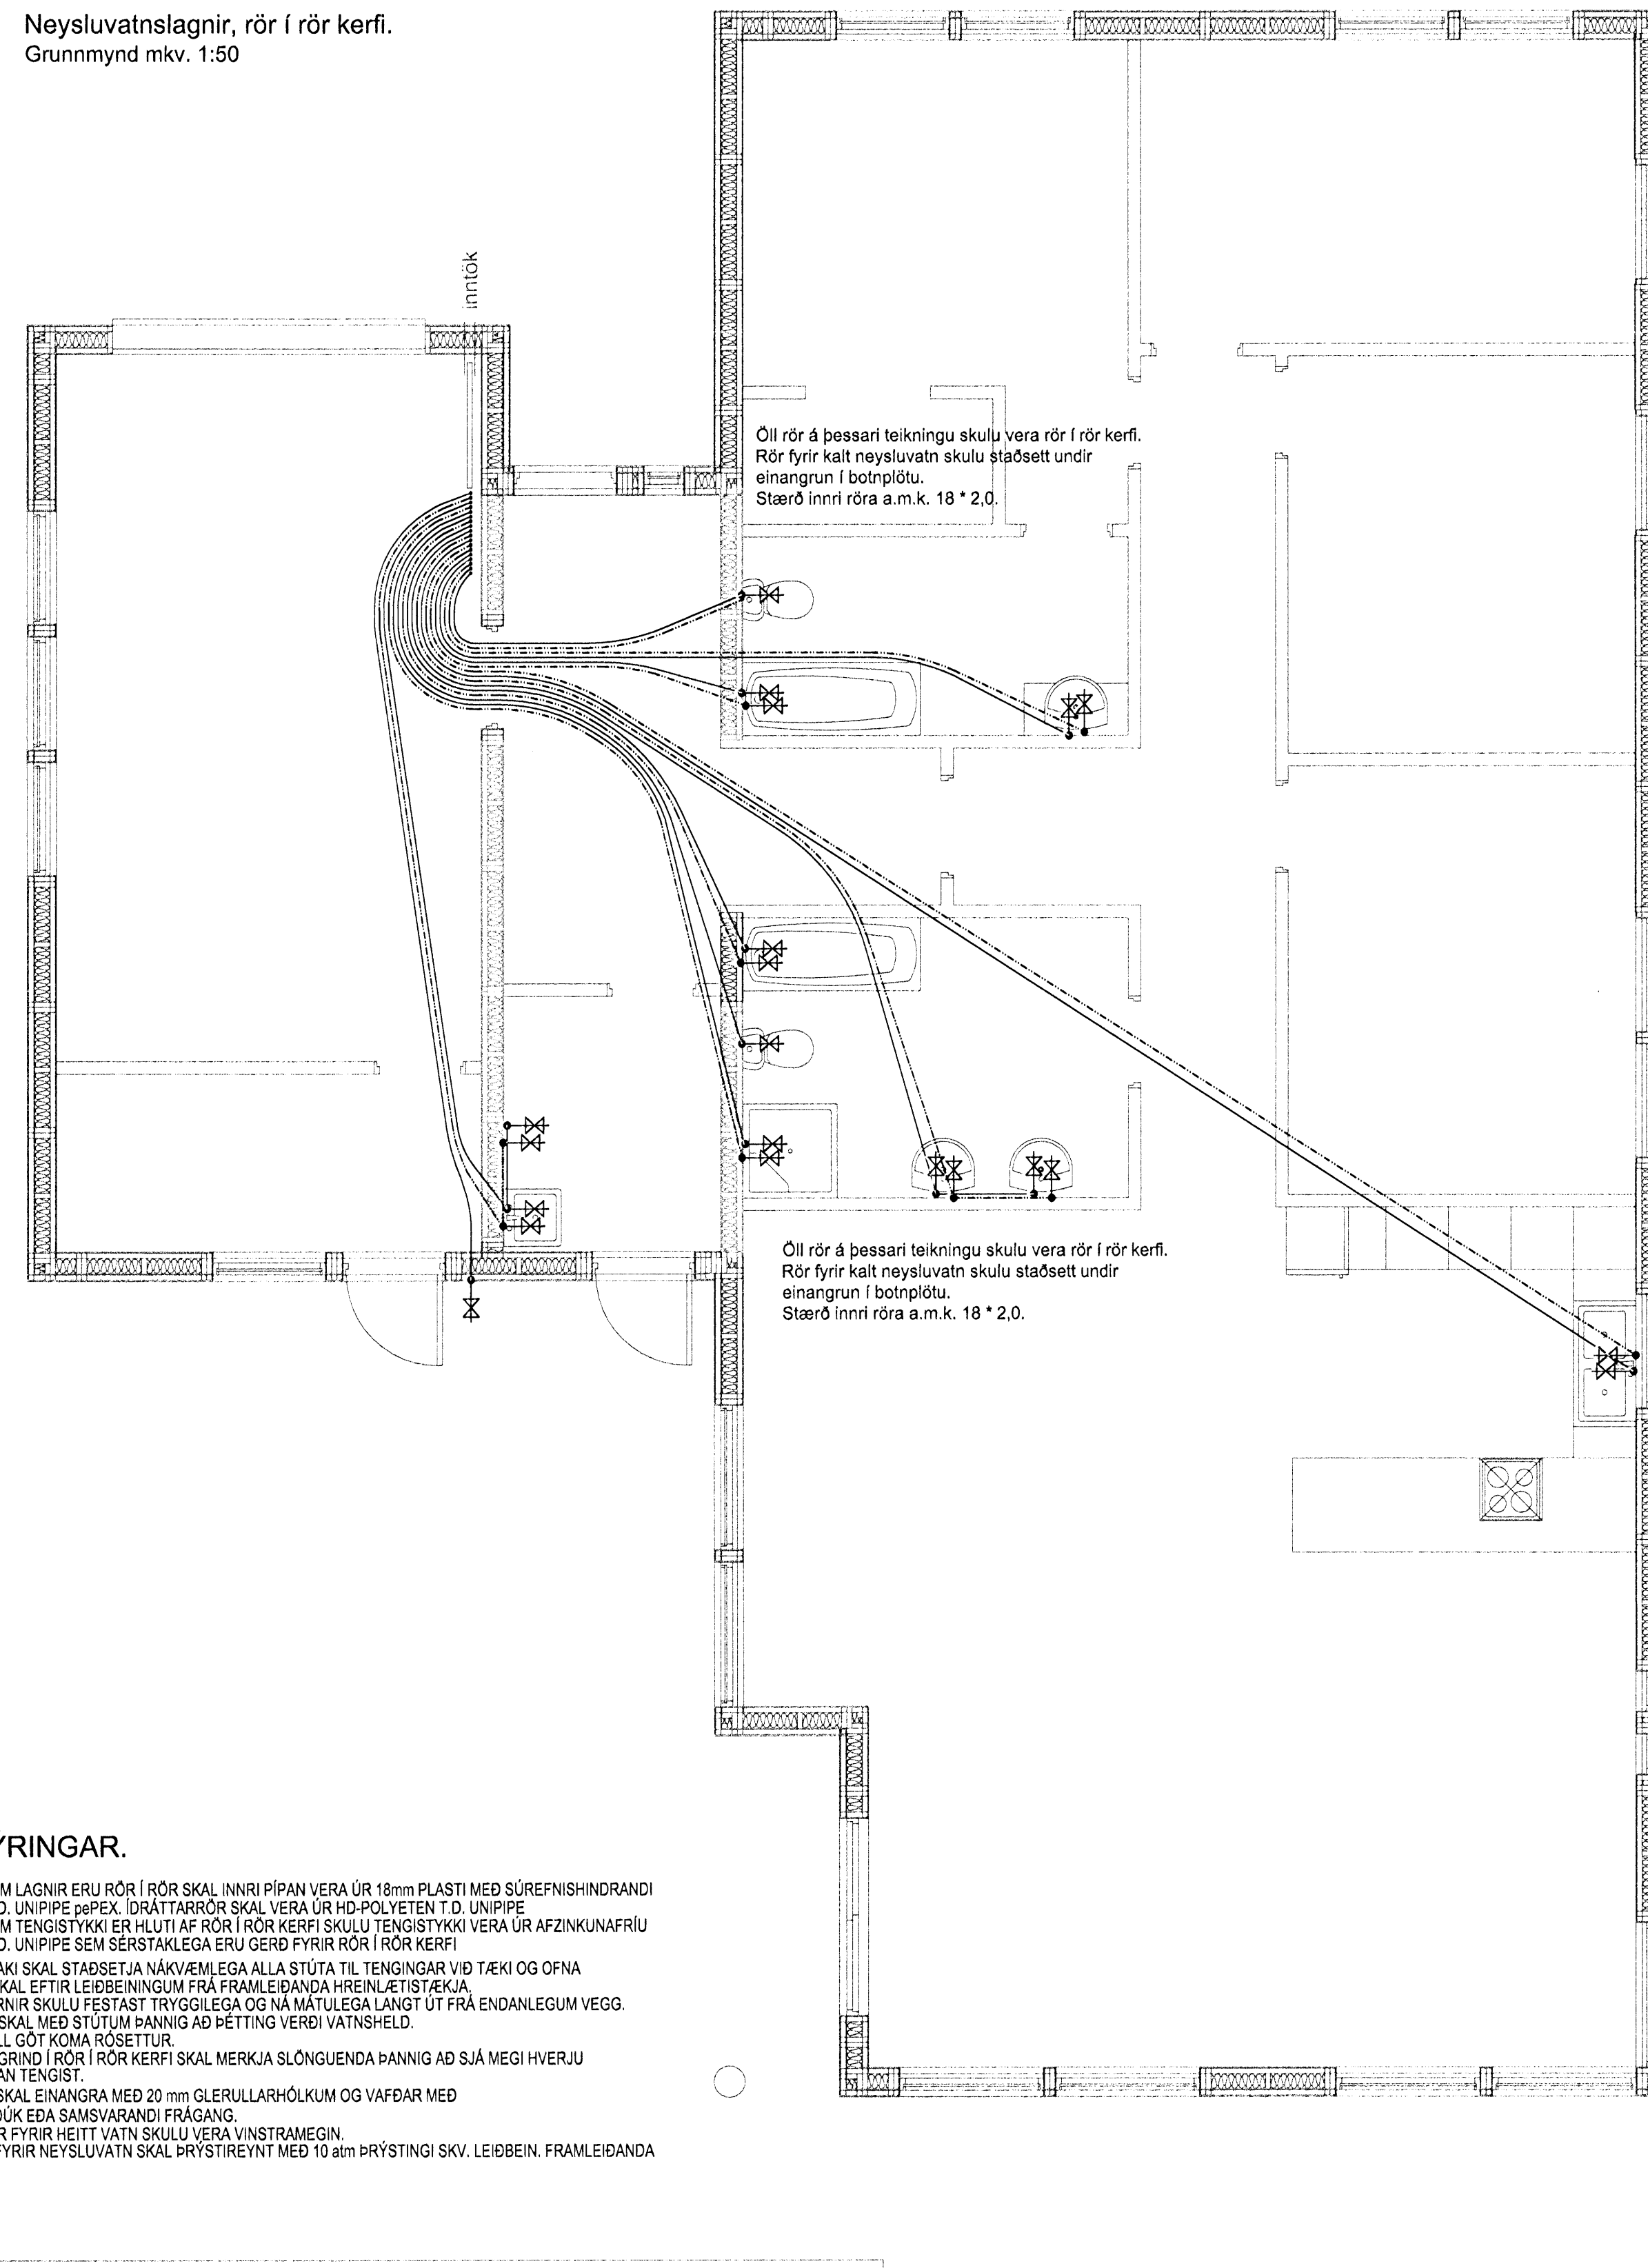 Neysluvatnslagnir, rör í rör kerfi.
Grunnmynd mkv. 1:50
inntök
Öll rör á þessari teikningu skulu vera rör í rör kerfi.
Rör fyrir kalt neysluvatn skulu staðsett undir
einangrun í botnplötu.
Stærð innri röra a.m.k. 18 * 2,0.
Öll rör á þessari teikningu skulu vera rör í rör kerfi.
Rör fyrir kalt neysluvatn skulu staðsett undir
einangrun í botnplötu.
Stærð innri röra a.m.k. 18 * 2,0.
ÝRINGAR.
M LAGNIR ERU RÖR Í RÖR SKAL INNRI PÍPAN VERA ÚR 18mm PLASTI MEÐ SÚREFNISHINDRANDI
D. UNIPIPE pePEX. ÍDRÁTTARRÖR SKAL VERA ÚR HD-POLYETEN T.D. UNIPIPE
M TENGISTYKKI ER HLUTI AF RÖR Í RÖR KERFI SKULU TENGISTYKKI VERA ÚR AFZINKUNAFRÍU
D. UNIPIPE SEM SÉRSTAKLEGA ERU GERÐ FYRIR RÖR Í RÖR KERFI
AKI SKAL STAÐSETJA NÁKVÆMLEGA ALLA STÚTA TIL TENGINGAR VIÐ TÆKI OG OFNA
KAL EFTIR LEIÐBEININGUM FRÁ FRAMLEIÐANDA HREINLÆTISTÆKJA.
RNIR SKULU FESTAST TRYGGILEGA OG NÁ MÁTULEGA LANGT ÚT FRÁ ENDANLEGUM VEGG.
SKAL MEÐ STÚTUM ÞANNIG AÐ ÞÉTTING VERÐI VATNSHELD.
LL GÖT KOMA RÓSETTUR.
GRIND Í RÖR Í RÖR KERFI SKAL MERKJA SLÖNGUENDA ÞANNIG AÐ SJÁ MEGI HVERJU
AN TENGIST.
SKAL EINANGRA MEÐ 20 mm GLERULLARHÓLKUM OG VAFÐAR MEÐ
DÚK EÐA SAMSVARANDI FRÁGANG.
R FYRIR HEITT VATN SKULU VERA VINSTRAMEGIN.
FYRIR NEYSLUVATN SKAL ÞRÝSTIREYNT MEÐ 10 atm ÞRÝSTINGI SKV. LEIÐBEIN. FRAMLEIÐANDA